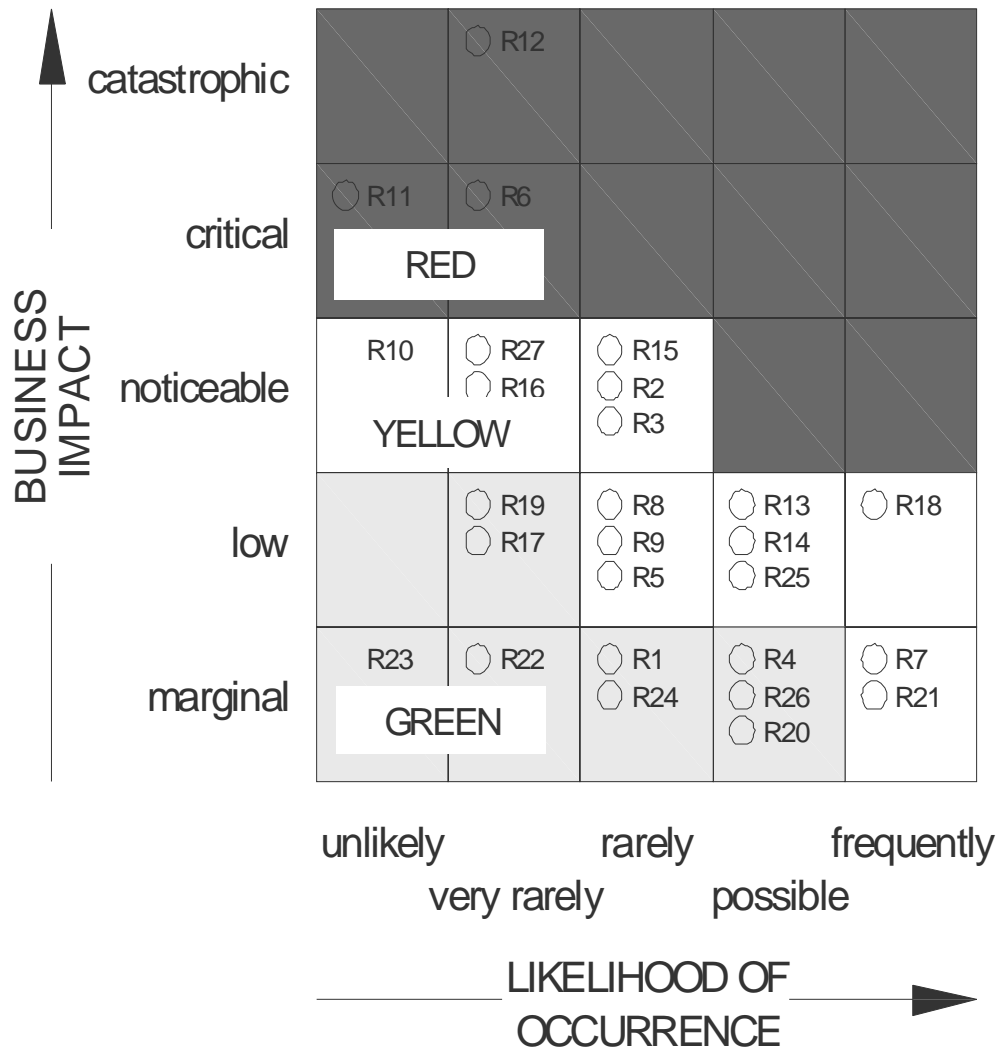 R12
catastrophic
R11 R6
critical
RED
R10 R27 R15
noticeable R16 R2
YELLOW R3
R19 R8 R13 R18
low R17 R9 R14
R5 R25
R23 R22 R1 R4 R7
marginal R24 R26 R21
GREEN R20
BUSINESS
IMPACT
unlikely rarely frequently
very rarely possible
LIKELIHOOD OF
OCCURRENCE